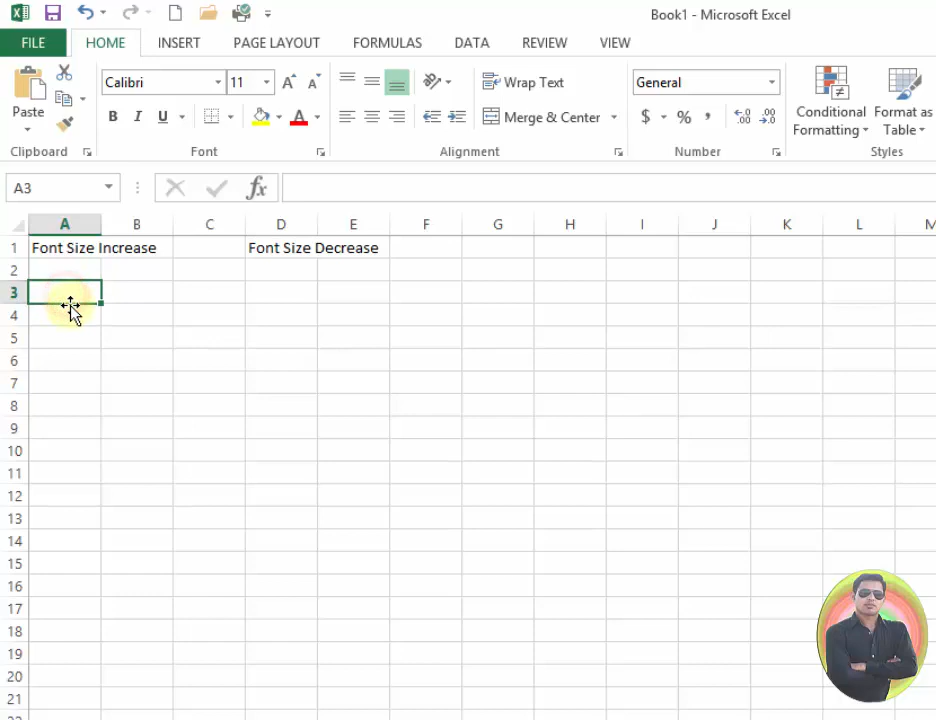 Book1 - Microsoft Excel
FILE HOME INSERT PAGE LAYOUT FORMULAS DATA REVIEW VIEW
Paste
Calibri 11
B I U A
Wrap Text
Merge & Center
General
$ % ,
Conditional Formatting
Format as Table
Clipboard Font Alignment Number Styles
A3 fx
A B C D E F G H I J K L M
1 Font Size Increase Font Size Decrease
2
3
4
5
6
7
8
9
10
11
12
13
14
15
16
17
18
19
20
21